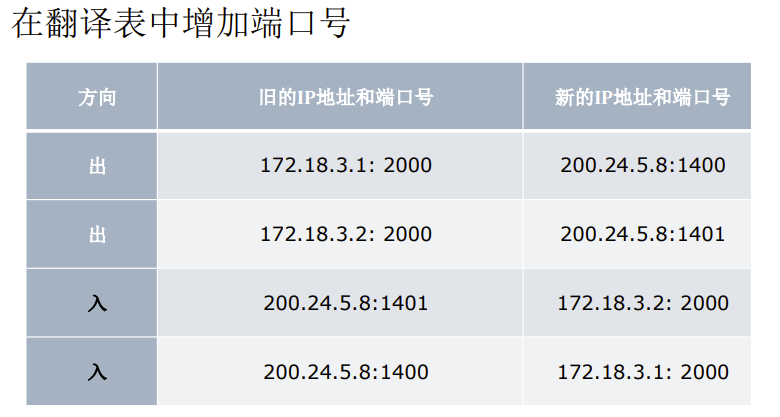 在翻译表中增加端口号
方向 旧的IP地址和端口号 新的IP地址和端口号
出 172.18.3.1: 2000 200.24.5.8:1400
出 172.18.3.2: 2000 200.24.5.8:1401
入 200.24.5.8:1401 172.18.3.2: 2000
入 200.24.5.8:1400 172.18.3.1: 2000